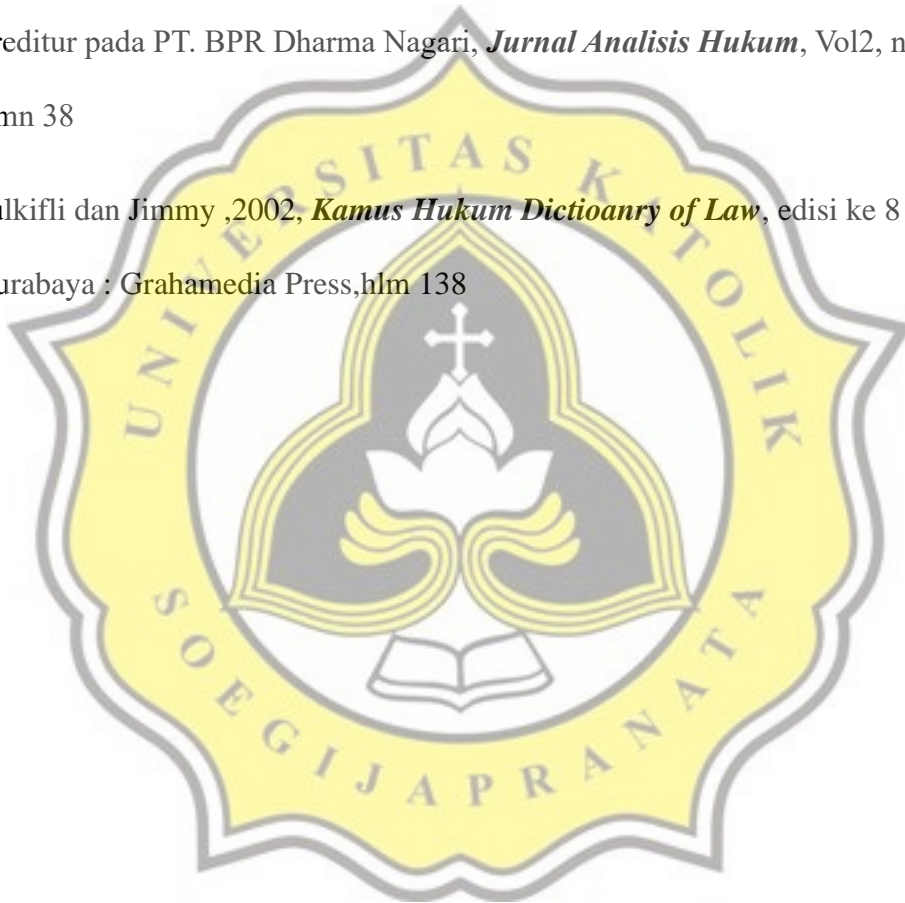 reditur pada PT. BPR Dharma Nagari, Jurnal Analisis Hukum, Vol2, n
mn 38
ulkifli dan Jimmy ,2002, Kamus Hukum Dictioanry of Law, edisi ke 8
urabaya : Grahamedia Press,hlm 138
UNIVERSITAS KATOLIK
SOEGIJAPRANATA